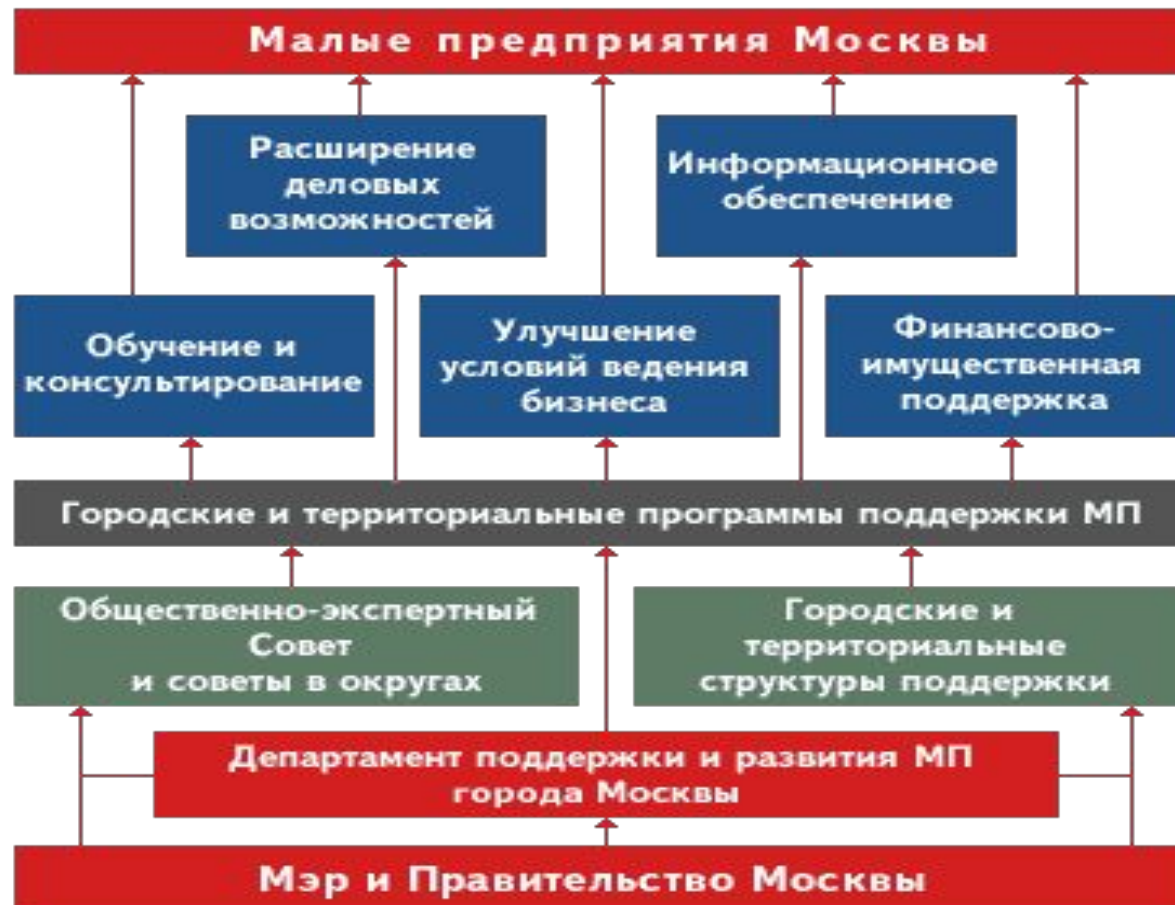 Малые предприятия Москвы
Расширение
деловых
возможностей
Информационное
обеспечение
Обучение и
консультирование
Улучшение
условий ведения
бизнеса
Финансово-
имущественная
поддержка
Городские и территориальные программы поддержки МП
Общественно-экспертный
Совет
и советы в округах
Городские и
территориальные
структуры поддержки
Департамент поддержки и развития МП
города Москвы
Мэр и Правительство Москвы